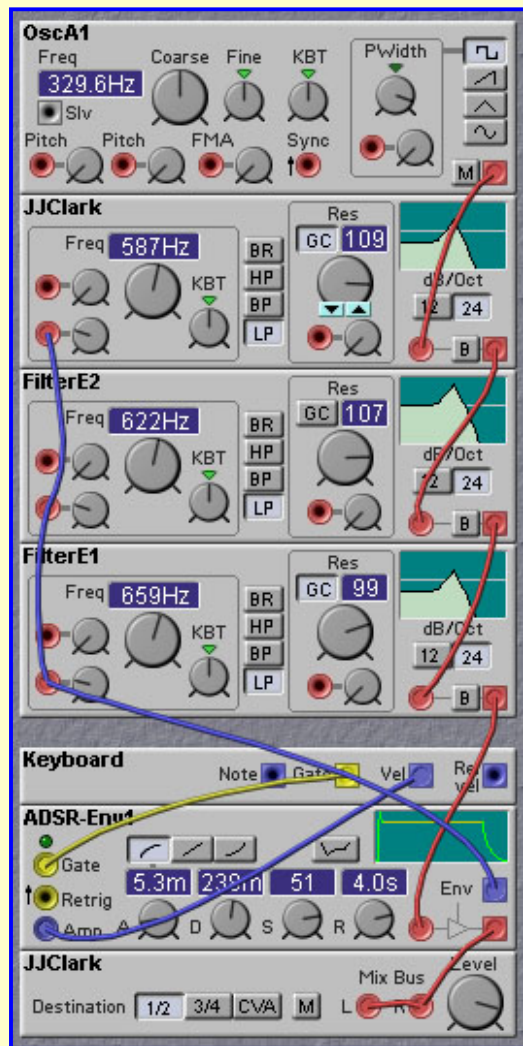 OscA1
Freq Coarse Fine KBT PWidth
329.6Hz
Slv
Pitch Pitch FMA Sync
M
JJClark
Res
Freq 587Hz BR GC 109
KBT HP dB/Oct
BP 12 24
LP B
FilterE2
Res
Freq 622Hz BR GC 107
KBT HP dB/Oct
BP 12 24
LP B
FilterE1
Res
Freq 659Hz BR GC 99
KBT HP dB/Oct
BP 12 24
LP B
Keyboard
Note Gate Vel Rel vel
ADSR-Env1
Gate
5.3m 239m 51 4.0s Env
Retrig
Amp A D S R
JJClark
Mix Bus Level
Destination 1/2 3/4 CVA M L R